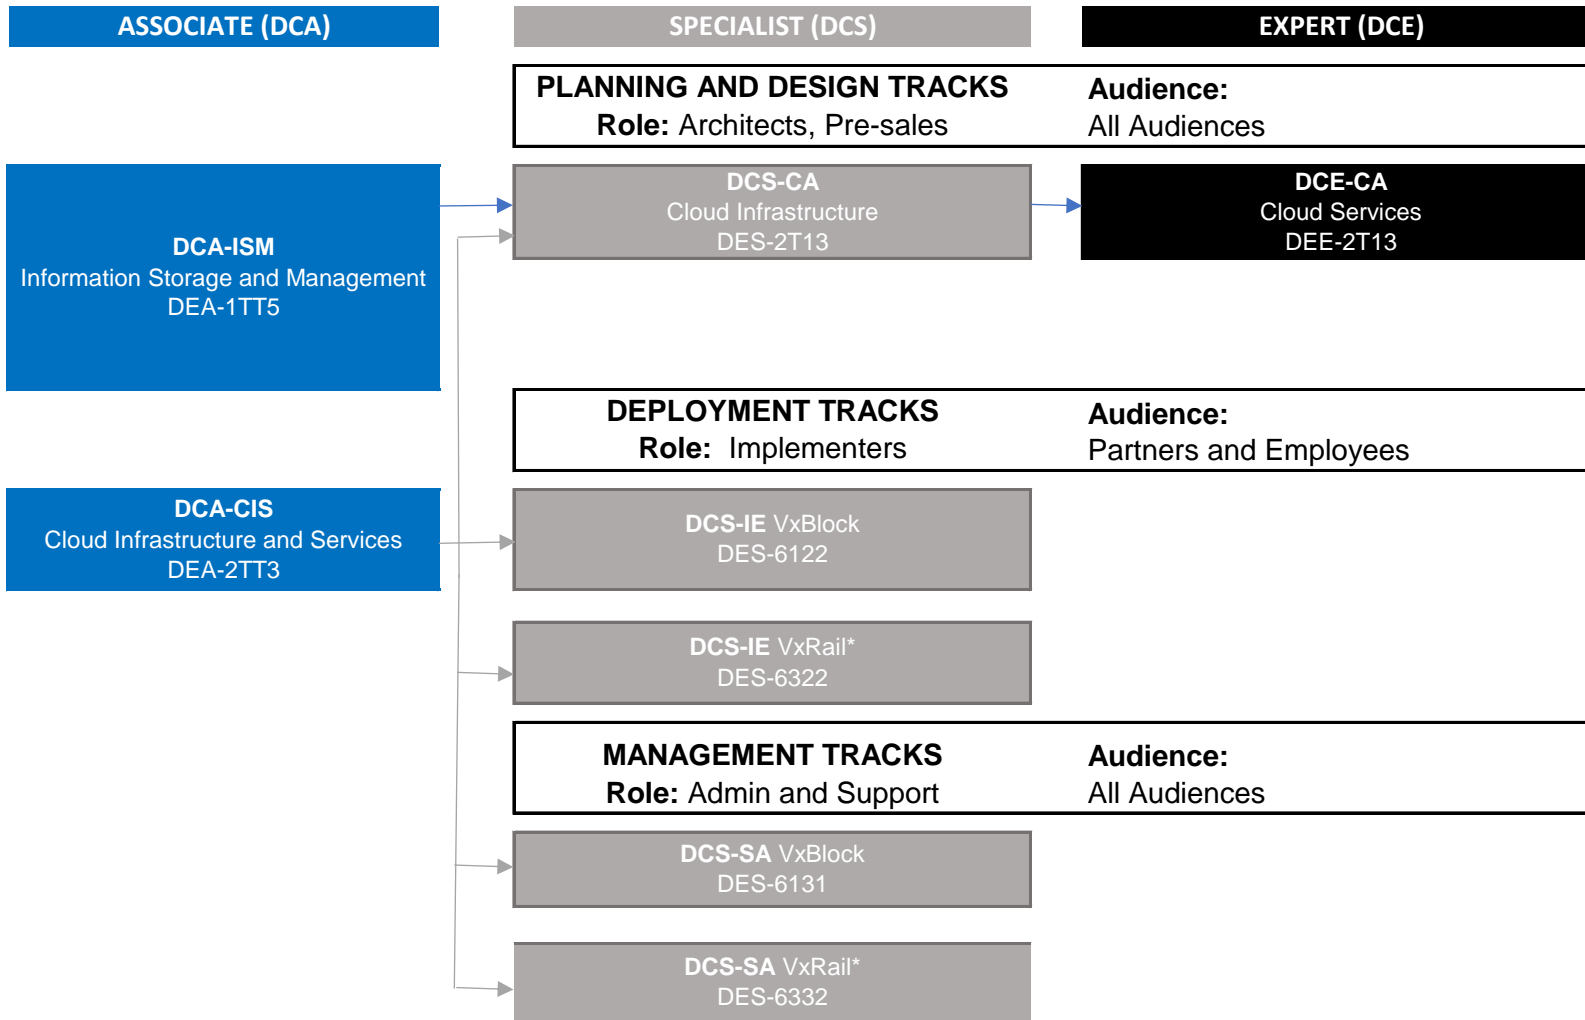 ASSOCIATE (DCA)
SPECIALIST (DCS)
EXPERT (DCE)
PLANNING AND DESIGN TRACKS
Role: Architects, Pre-sales
Audience:
All Audiences
DCA-ISM
Information Storage and Management
DEA-1TT5
DCS-CA
Cloud Infrastructure
DES-2T13
DCE-CA
Cloud Services
DEE-2T13
DEPLOYMENT TRACKS
Role: Implementers
Audience:
Partners and Employees
DCA-CIS
Cloud Infrastructure and Services
DEA-2TT3
DCS-IE VxBlock
DES-6122
DCS-IE VxRail*
DES-6322
MANAGEMENT TRACKS
Role: Admin and Support
Audience:
All Audiences
DCS-SA VxBlock
DES-6131
DCS-SA VxRail*
DES-6332